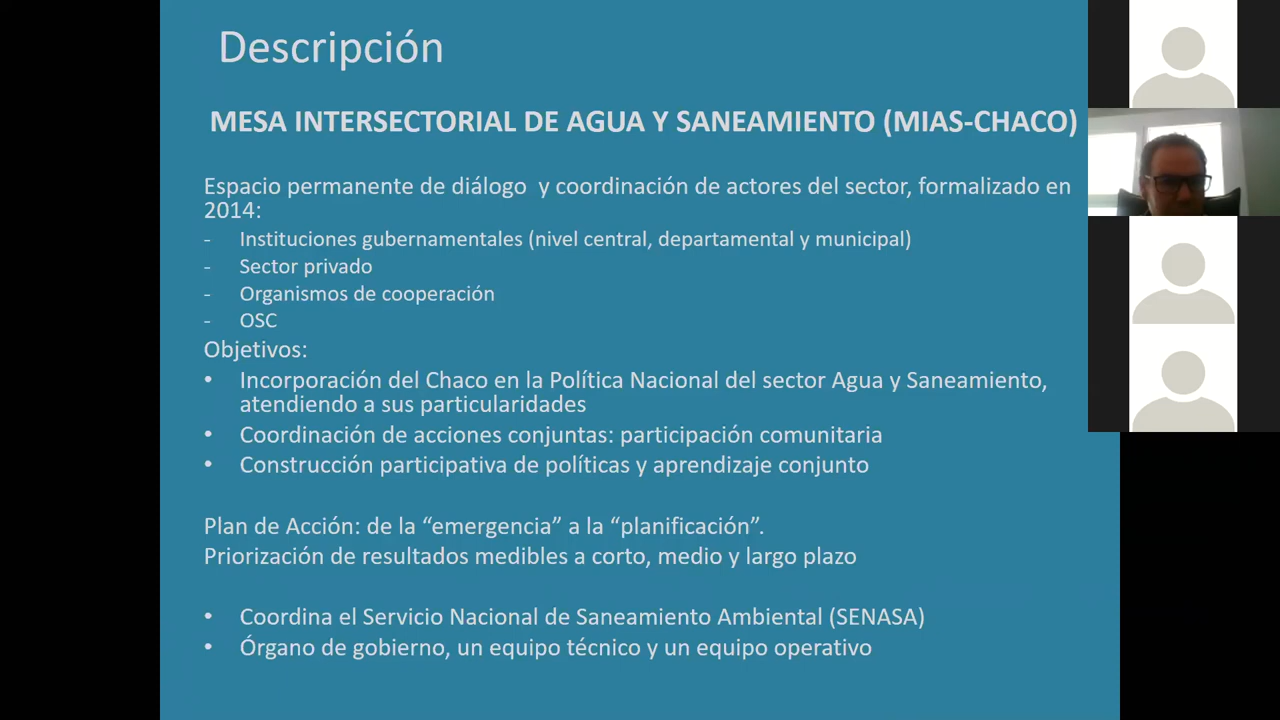 Descripción
MESA INTERSECTORIAL DE AGUA Y SANEAMIENTO (MIAS-CHACO)
Espacio permanente de diálogo y coordinación de actores del sector, formalizado en
2014:
- Instituciones gubernamentales (nivel central, departamental y municipal)
- Sector privado
- Organismos de cooperación
- OSC
Objetivos:
• Incorporación del Chaco en la Política Nacional del sector Agua y Saneamiento,
atendiendo a sus particularidades
• Coordinación de acciones conjuntas: participación comunitaria
• Construcción participativa de políticas y aprendizaje conjunto
Plan de Acción: de la “emergencia” a la “planificación”.
Priorización de resultados medibles a corto, medio y largo plazo
• Coordina el Servicio Nacional de Saneamiento Ambiental (SENASA)
• Órgano de gobierno, un equipo técnico y un equipo operativo